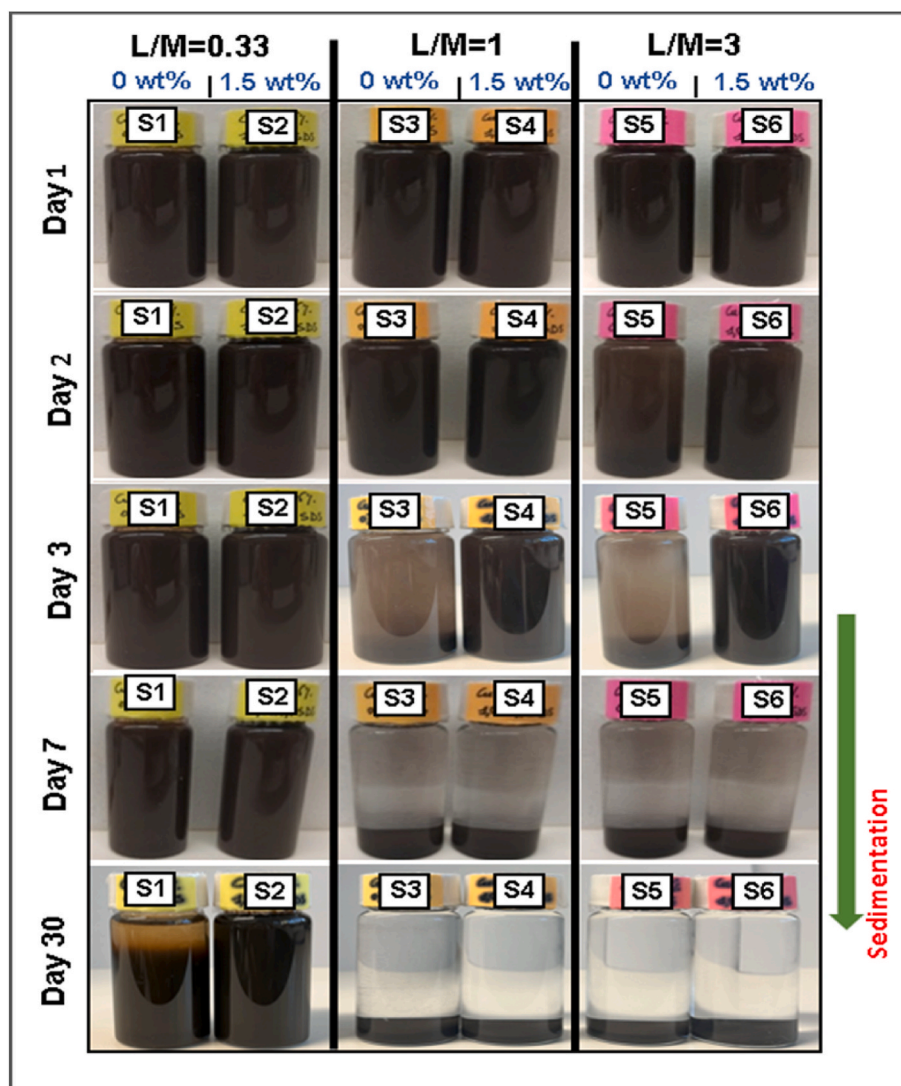 L/M=0.33 L/M=1 L/M=3
0 wt% | 1.5 wt% 0 wt% | 1.5 wt% 0 wt% | 1.5 wt%
Day 1
S1 S2 S3 S4 S5 S6
Day 2
S1 S2 S3 S4 S5 S6
Day 3
S1 S2 S3 S4 S5 S6
Day 7
S1 S2 S3 S4 S5 S6
Day 30
S1 S2 S3 S4 S5 S6
Sedimentation